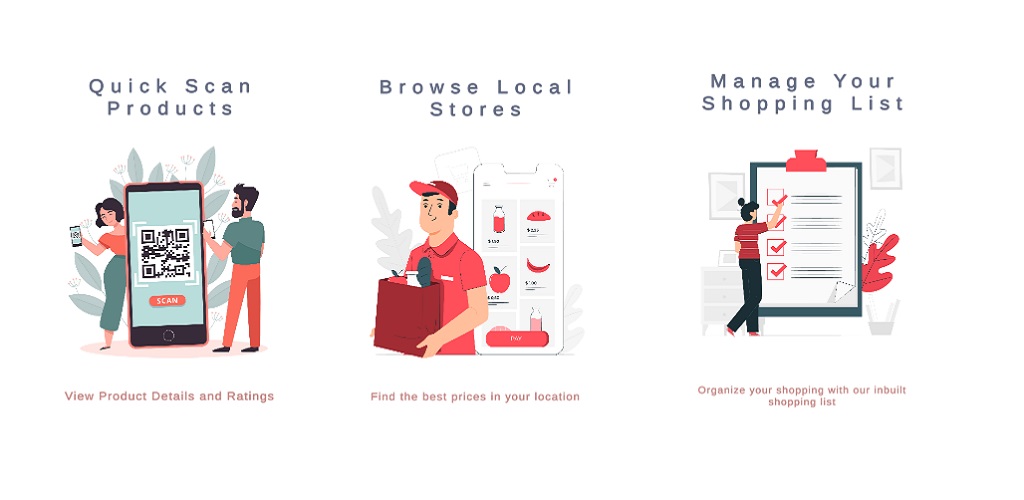 Quick Scan
Products
SCAN
View Product Details and Ratings
Browse Local
Stores
PAY
Find the best prices in your location
Manage Your
Shopping List
Organize your shopping with our inbuilt
shopping list